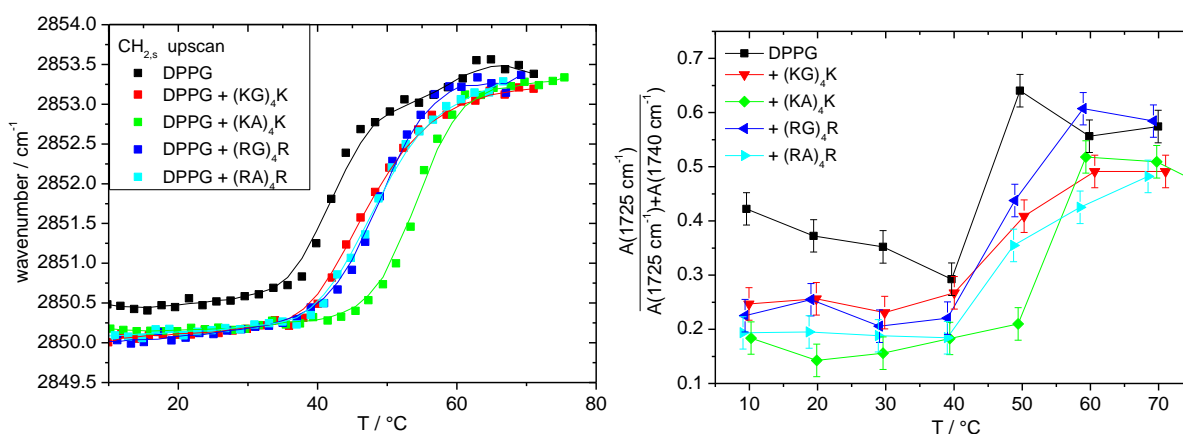 2854.0
2853.5
2853.0
2852.5
2852.0
2851.5
2851.0
2850.5
2850.0
2849.5
wavenumber / cm⁻¹
CH₂,ₛ upscan
DPPG
DPPG + (KG)₄K
DPPG + (KA)₄K
DPPG + (RG)₄R
DPPG + (RA)₄R
20 40 60 80
T / °C
0.7
0.6
0.5
0.4
0.3
0.2
0.1
A(1725 cm⁻¹)
A(1725 cm⁻¹)+A(1740 cm⁻¹)
DPPG
+ (KG)₄K
+ (KA)₄K
+ (RG)₄R
+ (RA)₄R
10 20 30 40 50 60 70
T / °C